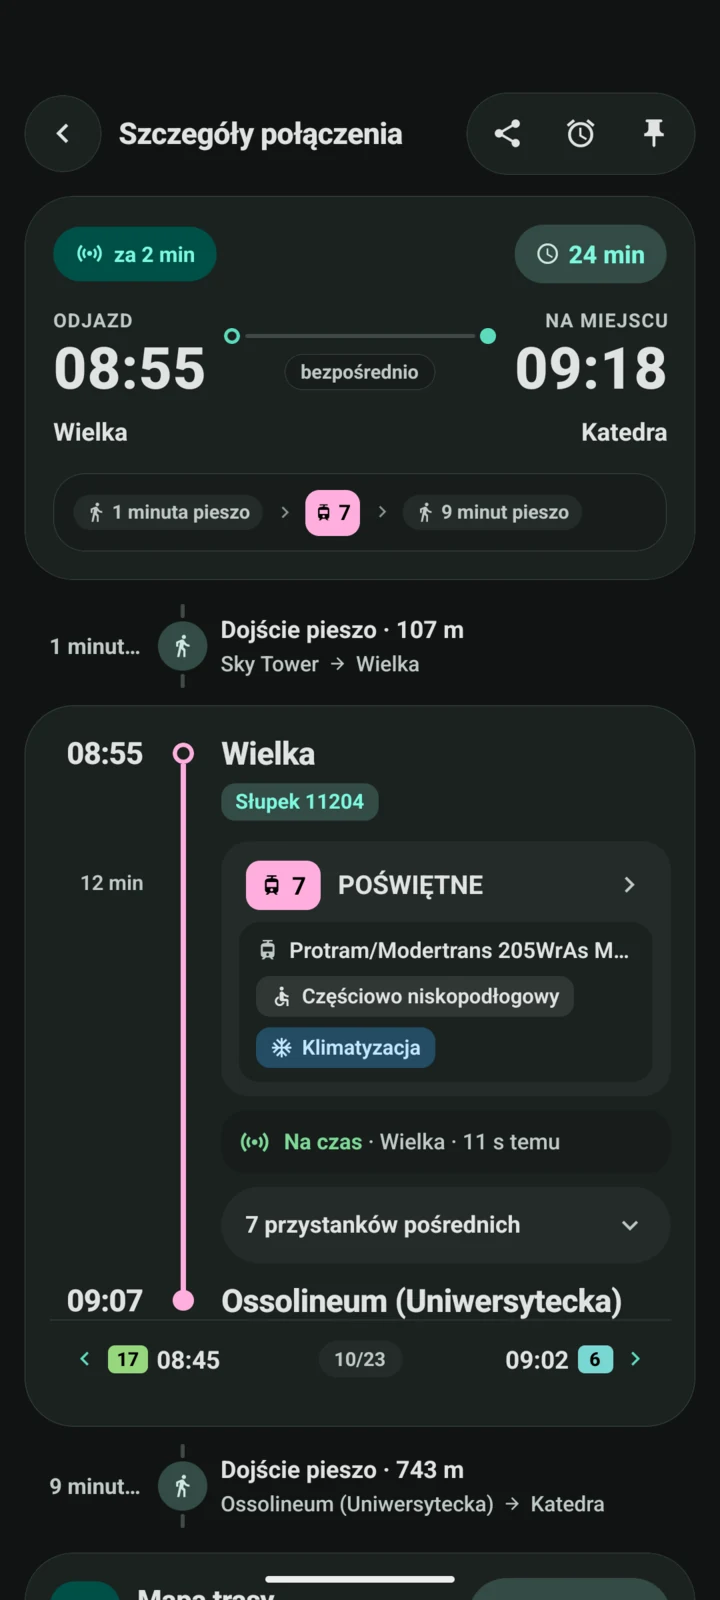 Szczegóły połączenia
za 2 min
24 min
ODJAZD
NA MIEJSCU
08:55
09:18
bezpośrednio
Wielka
Katedra
1 minuta pieszo
7
9 minut pieszo
1 minut...
Dojście pieszo · 107 m
Sky Tower → Wielka
08:55
Wielka
Słupek 11204
12 min
7
POŚWIĘTNE
Protram/Modertrans 205WrAs M...
Częściowo niskopodłogowy
Klimatyzacja
Na czas · Wielka · 11 s temu
7 przystanków pośrednich
09:07
Ossolineum (Uniwersytecka)
17 08:45
10/23
09:02 6
9 minut...
Dojście pieszo · 743 m
Ossolineum (Uniwersytecka) → Katedra
Mapa trasy